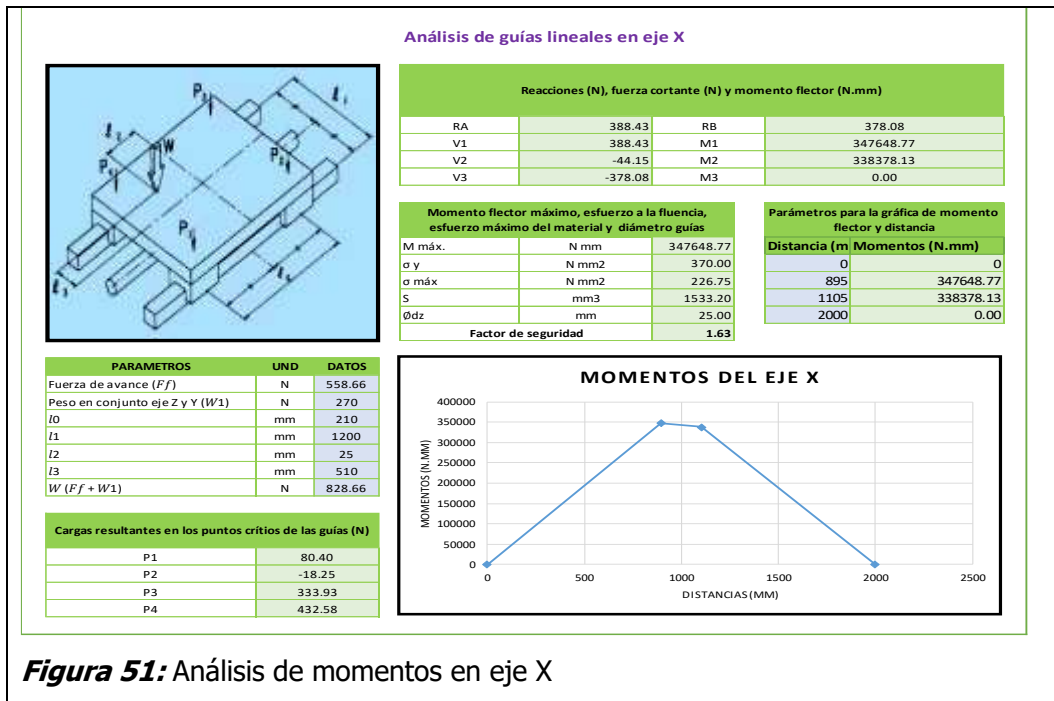 Análisis de guías lineales en eje X
P3
l1
l2
W
P4
P2
P1
l3
Reacciones (N), fuerza cortante (N) y momento flector (N.mm)
RA 388.43 RB 378.08
V1 388.43 M1 347648.77
V2 -44.15 M2 338378.13
V3 -378.08 M3 0.00
Momento flector máximo, esfuerzo a la fluencia,
esfuerzo máximo del material y diámetro guías
M máx. N mm 347648.77
σ y N mm2 370.00
σ máx N mm2 226.75
S mm3 1533.20
Ødz mm 25.00
Factor de seguridad 1.63
Parámetros para la gráfica de momento
flector y distancia
Distancia (m Momentos (N.mm)
0 0
895 347648.77
1105 338378.13
2000 0.00
PARAMETROS UND DATOS
Fuerza de avance (Ff) N 558.66
Peso en conjunto eje Z y Y (W1) N 270
l0 mm 210
l1 mm 1200
l2 mm 25
l3 mm 510
W (Ff + W1) N 828.66
Cargas resultantes en los puntos crítios de las guías (N)
P1 80.40
P2 -18.25
P3 333.93
P4 432.58
MOMENTOS DEL EJE X
MOMENTOS (N.MM)
400000
350000
300000
250000
200000
150000
100000
50000
0
0 500 1000 1500 2000 2500
DISTANCIAS (MM)
Figura 51: Análisis de momentos en eje X